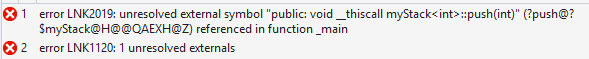 1 error LNK2019: unresolved external symbol "public: void __thiscall myStack<int>::push(int)" (?push@?
$myStack@H@@QAEXH@Z) referenced in function _main
2 error LNK1120: 1 unresolved externals